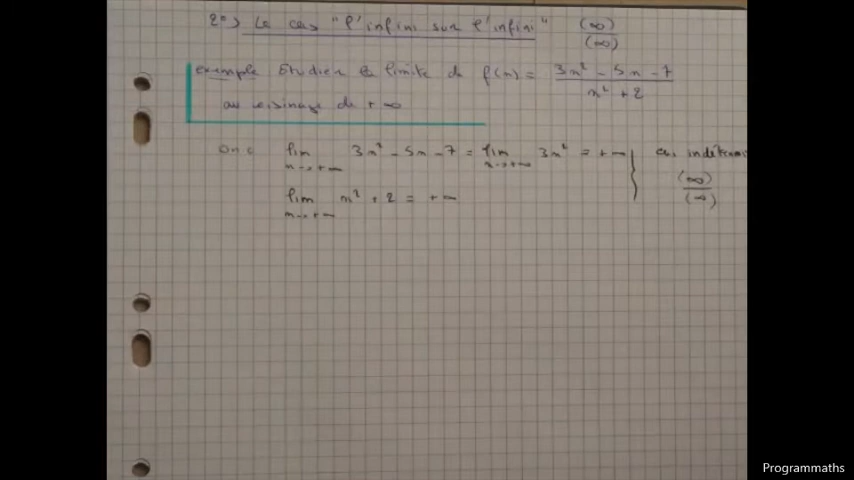 2°) Le cas "l'infini sur l'infini" (∞)/(∞)
exemple Etudier la limite de f(x) = (3x² - 5x - 7)/(x² + 2)
au voisinage de +∞
on a lim x→+∞ 3x² - 5x - 7 = lim x→+∞ 3x² = +∞ } cas (∞)/(∞)
lim x→+∞ x² + 2 = +∞
Programmaths